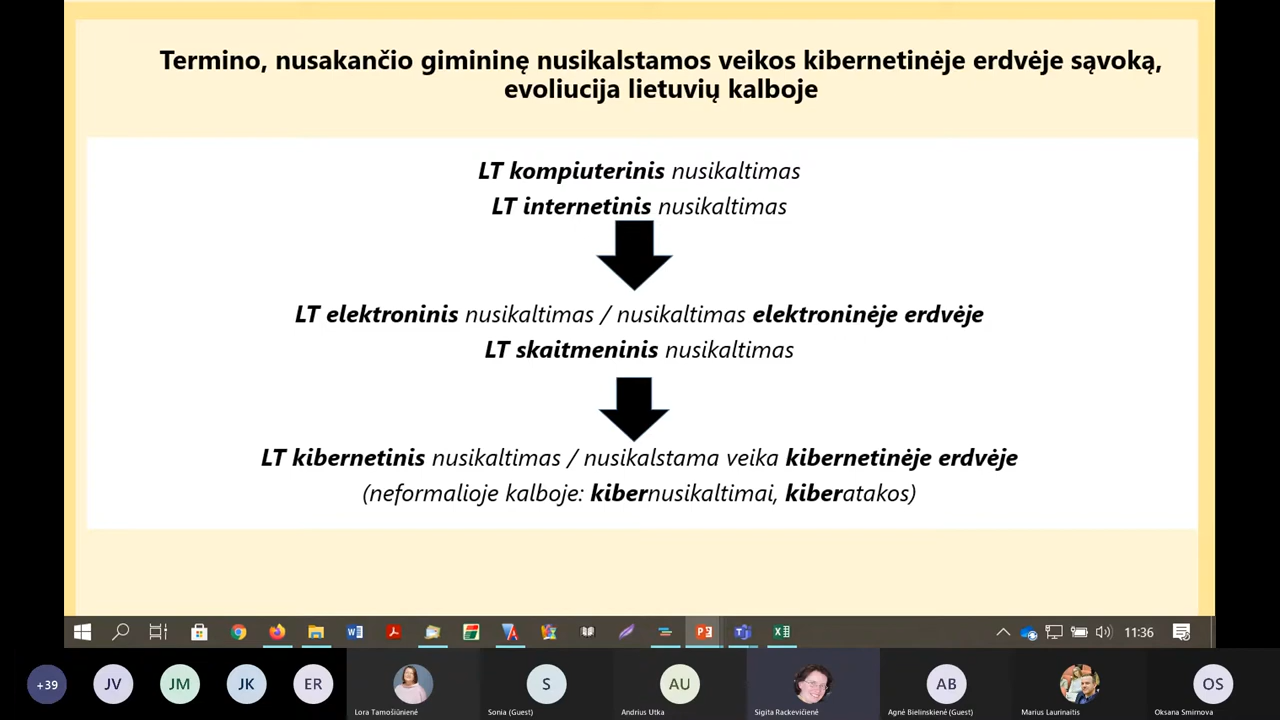 Termino, nusakančio gimininę nusikalstamos veikos kibernetinėje erdvėje sąvoką,
evoliucija lietuvių kalboje
LT kompiuterinis nusikaltimas
LT internetinis nusikaltimas
LT elektroninis nusikaltimas / nusikaltimas elektroninėje erdvėje
LT skaitmeninis nusikaltimas
LT kibernetinis nusikaltimas / nusikalstama veika kibernetinėje erdvėje
(neformalioje kalboje: kibernusikaltimai, kiberatakos)
11:36
+39
JV
JM
JK
ER
S
AU
AB
OS
Lora Tamošiūnienė
Sonia (Guest)
Andrius Utka
Sigita Rackevičienė
Agnė Bielinskienė (Guest)
Marius Laurinaitis
Oksana Smirnova